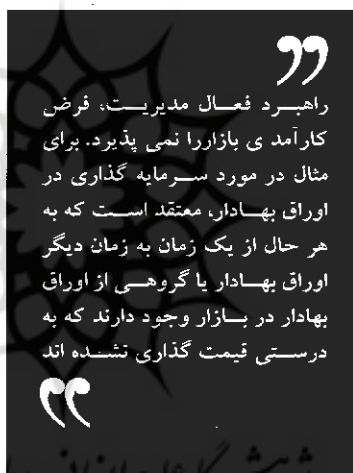 راهبرد فعال مدیریت، فرض
کارآمد ی بازاررا نمی پذیرد. برای
مثال در مورد سرمایه گذاری در
اوراق بهادار، معتقد است که به
هر حال از یک زمان به زمان دیگر
اوراق بهادار یا گروهی از اوراق
بهادار در بازار وجود دارند که به
درستی قیمت گذاری نشده اند